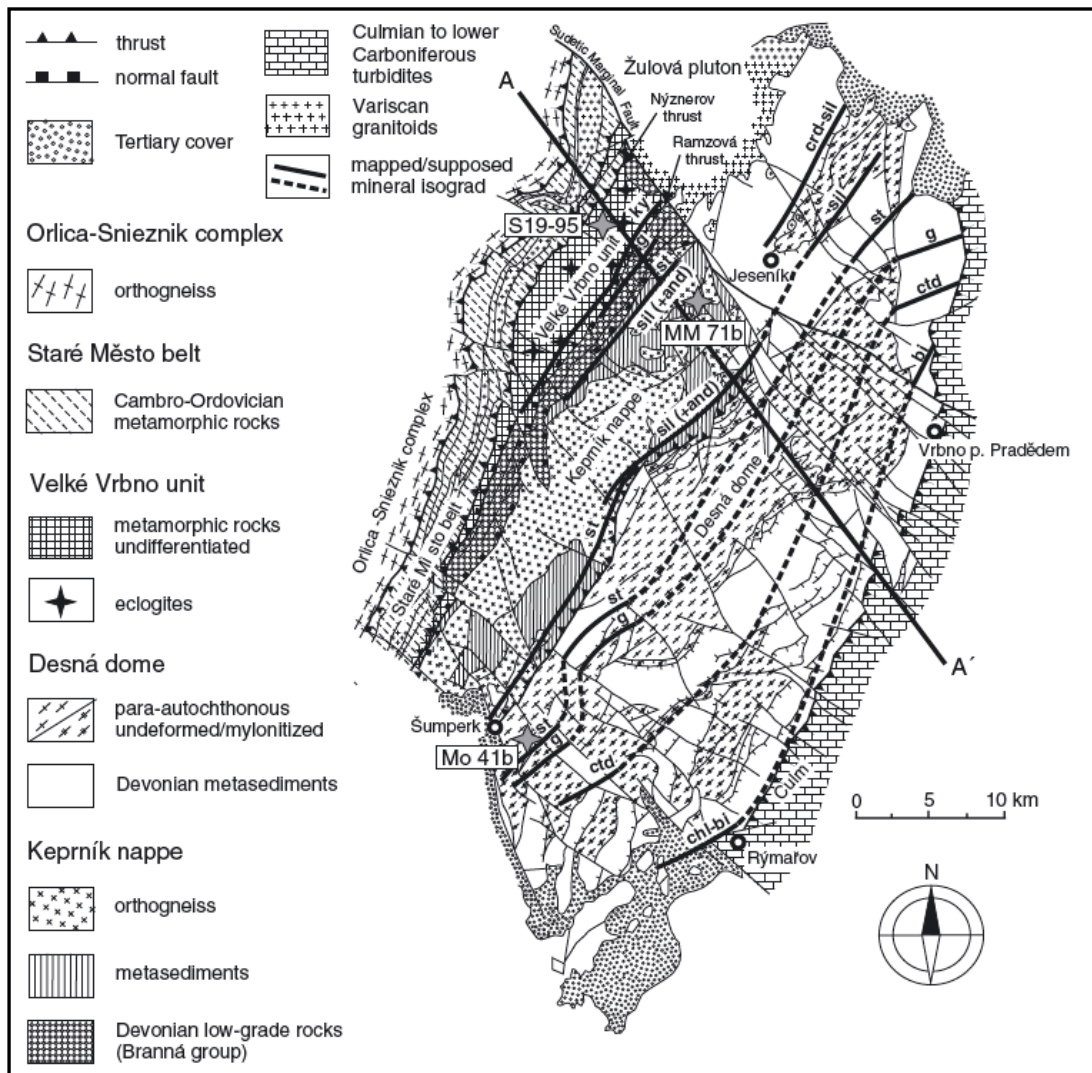 thrust
normal fault
Tertiary cover
Culmian to lower
Carboniferous
turbidites
Variscan
granitoids
mapped/supposed
mineral isograd
Orlica-Snieznik complex
orthogneiss
Staré Město belt
Cambro-Ordovician
metamorphic rocks
Velké Vrbno unit
metamorphic rocks
undifferentiated
eclogites
Desná dome
para-autochthonous
undeformed/mylonitized
Devonian metasediments
Keprník nappe
orthogneiss
metasediments
Devonian low-grade rocks
(Branná group)
A
Sudetic Marginal Fault
Žulová pluton
Nýznerov
thrust
Ramzová
thrust
crd-sil
-sil
st
g
ctd
bi
ky
S19-95
g
st
sil (+and)
Velké Vrbno unit
Jeseník
MM 71b
sil (+and)
Vrbno p. Pradědem
Keprník nappe
Desná dome
Orlica-Snieznik complex
Staré Mi sto belt
st
st
g
A´
Šumperk
st
g
Mo 41b
ctd
Culm
chl-bi
Rýmařov
0 5 10 km
N